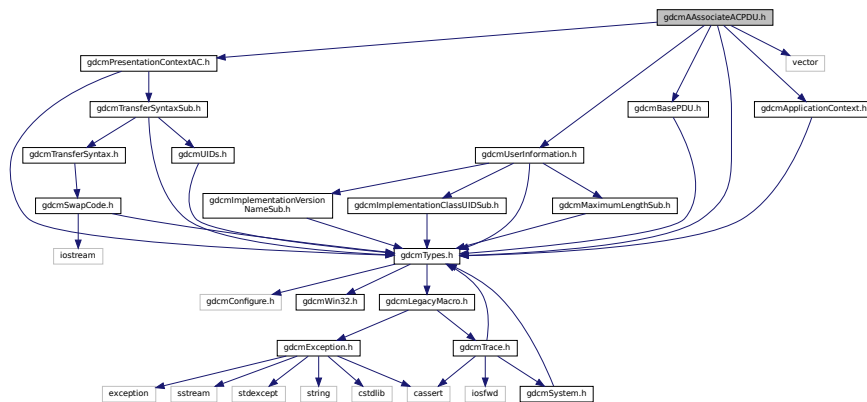 gdcmAAssociateACPDU.h
gdcmPresentationContextAC.h
vector
gdcmTransferSyntaxSub.h
gdcmBasePDU.h
gdcmApplicationContext.h
gdcmTransferSyntax.h
gdcmUIDs.h
gdcmUserInformation.h
gdcmSwapCode.h
gdcmImplementationVersion
NameSub.h
gdcmImplementationClassUIDSub.h
gdcmMaximumLengthSub.h
iostream
gdcmTypes.h
gdcmConfigure.h
gdcmWin32.h
gdcmLegacyMacro.h
gdcmException.h
gdcmTrace.h
exception
sstream
stdexcept
string
cstdlib
cassert
iosfwd
gdcmSystem.h